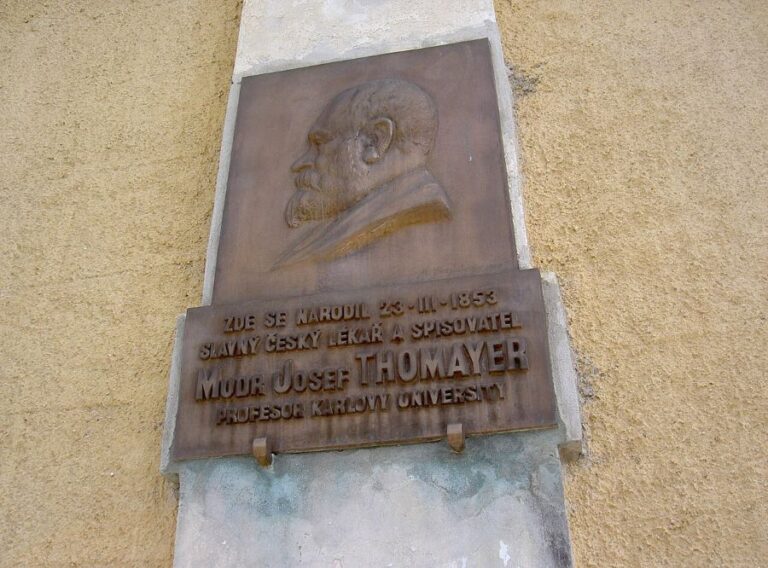 ZDE SE NARODIL 23·III·1853
SLAVNÝ ČESKÝ LÉKAŘ A SPISOVATEL
MUDR JOSEF THOMAYER
PROFESOR KARLOVY UNIVERSITY